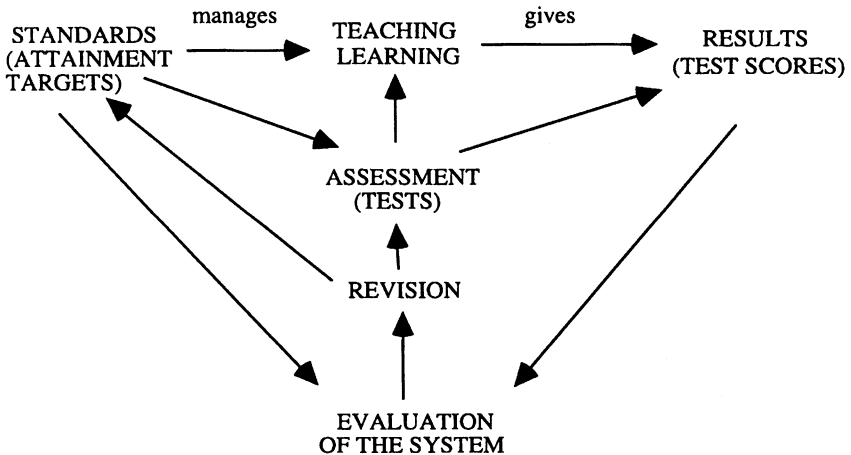 manages
gives
STANDARDS
(ATTAINMENT
TARGETS)
TEACHING
LEARNING
RESULTS
(TEST SCORES)
ASSESSMENT
(TESTS)
REVISION
EVALUATION
OF THE SYSTEM